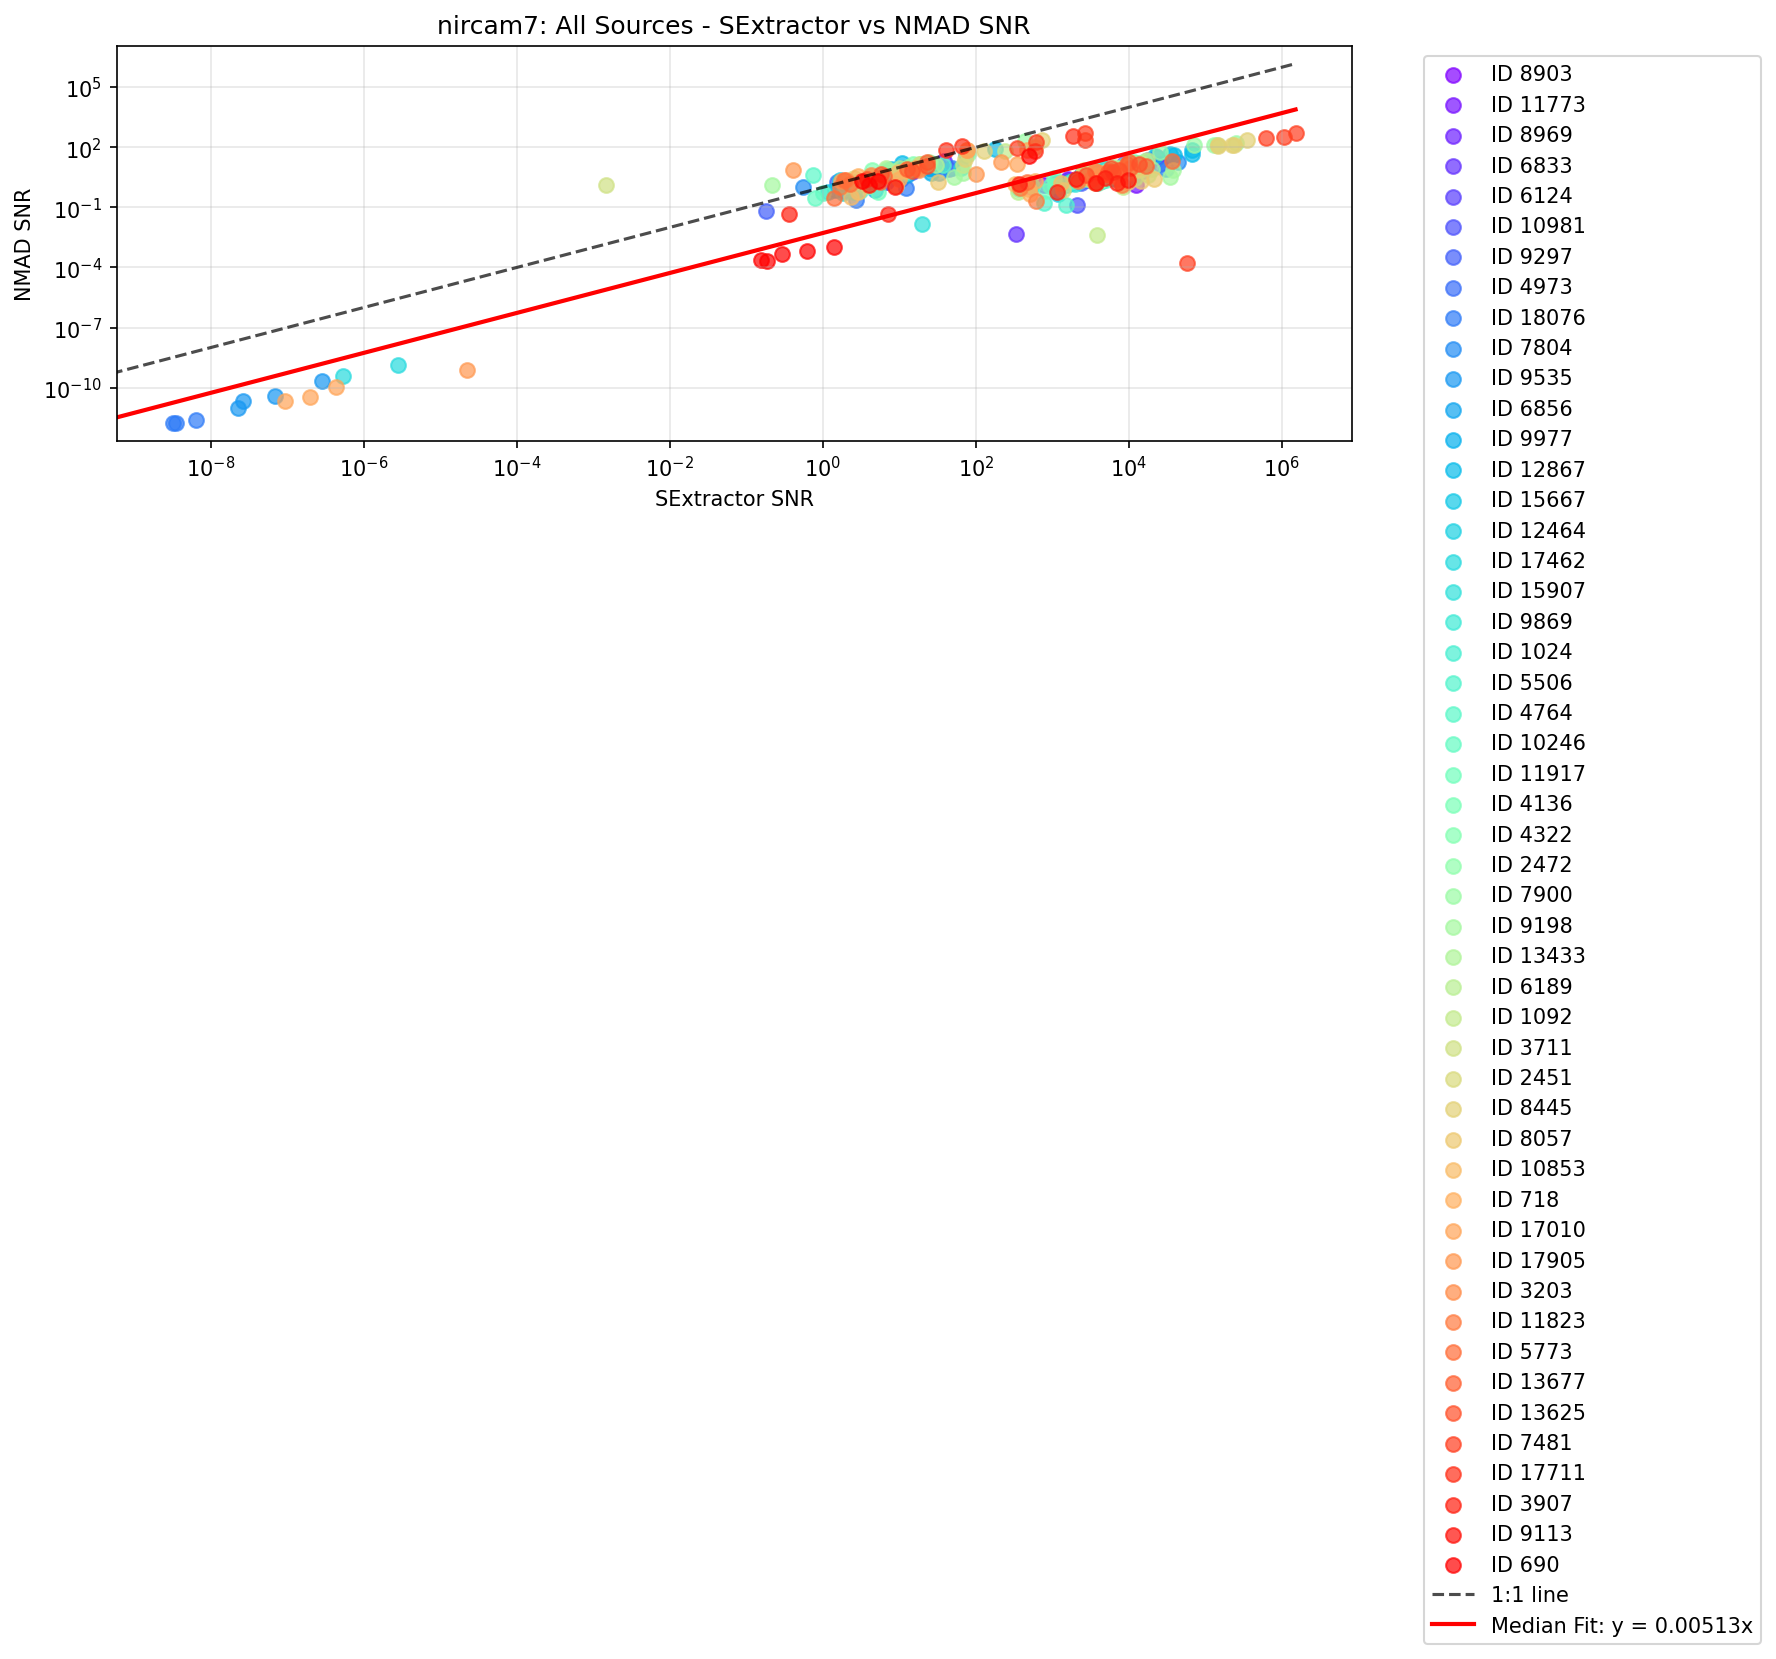 nircam7: All Sources - SExtractor vs NMAD SNR
NMAD SNR
10^5
10^2
10^-1
10^-4
10^-7
10^-10
10^-8
10^-6
10^-4
10^-2
10^0
10^2
10^4
10^6
SExtractor SNR
ID 8903
ID 11773
ID 8969
ID 6833
ID 6124
ID 10981
ID 9297
ID 4973
ID 18076
ID 7804
ID 9535
ID 6856
ID 9977
ID 12867
ID 15667
ID 12464
ID 17462
ID 15907
ID 9869
ID 1024
ID 5506
ID 4764
ID 10246
ID 11917
ID 4136
ID 4322
ID 2472
ID 7900
ID 9198
ID 13433
ID 6189
ID 1092
ID 3711
ID 2451
ID 8445
ID 8057
ID 10853
ID 718
ID 17010
ID 17905
ID 3203
ID 11823
ID 5773
ID 13677
ID 13625
ID 7481
ID 17711
ID 3907
ID 9113
ID 690
1:1 line
Median Fit: y = 0.00513x